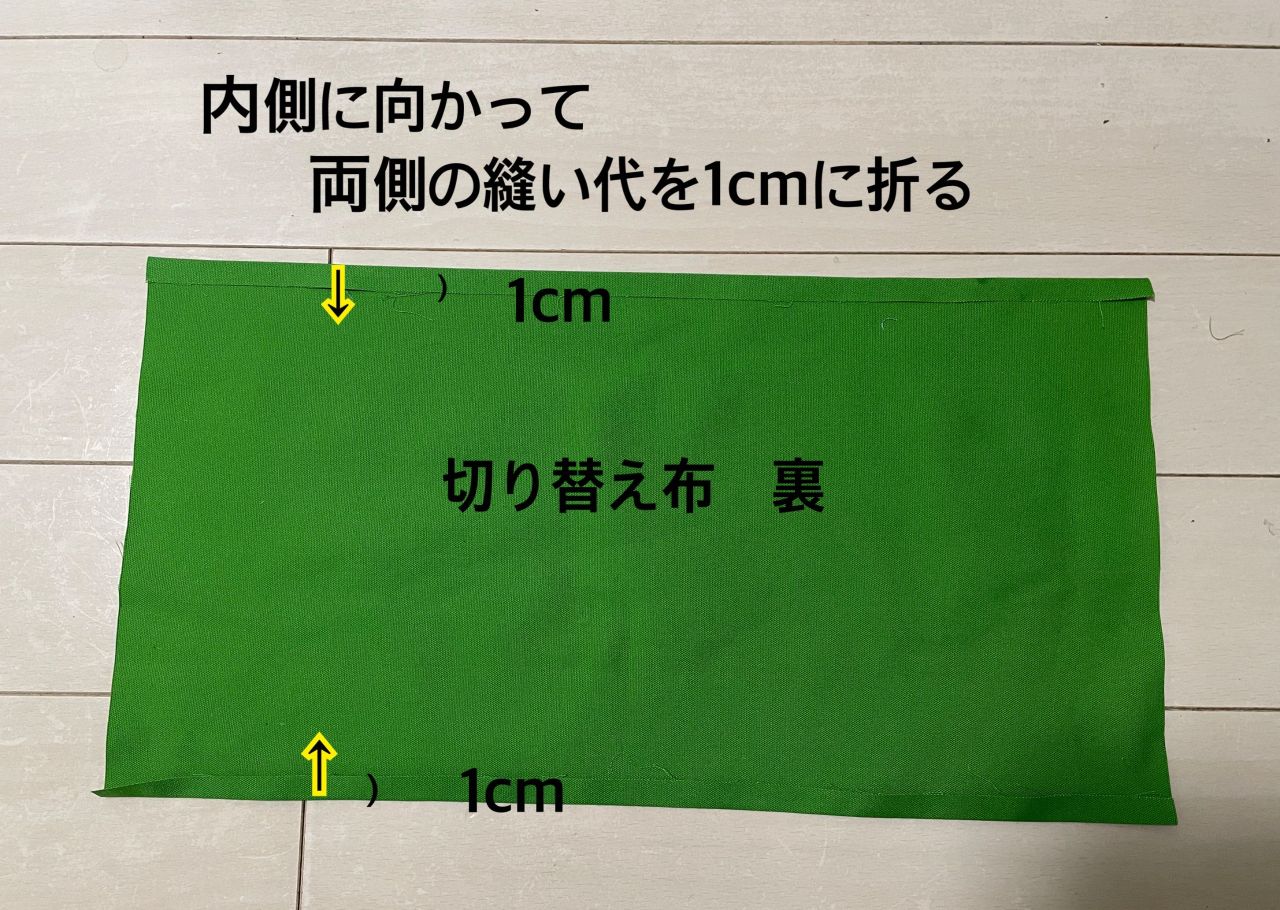 内側に向かって
両側の縫い代を1cmに折る
1cm
切り替え布　裏
1cm